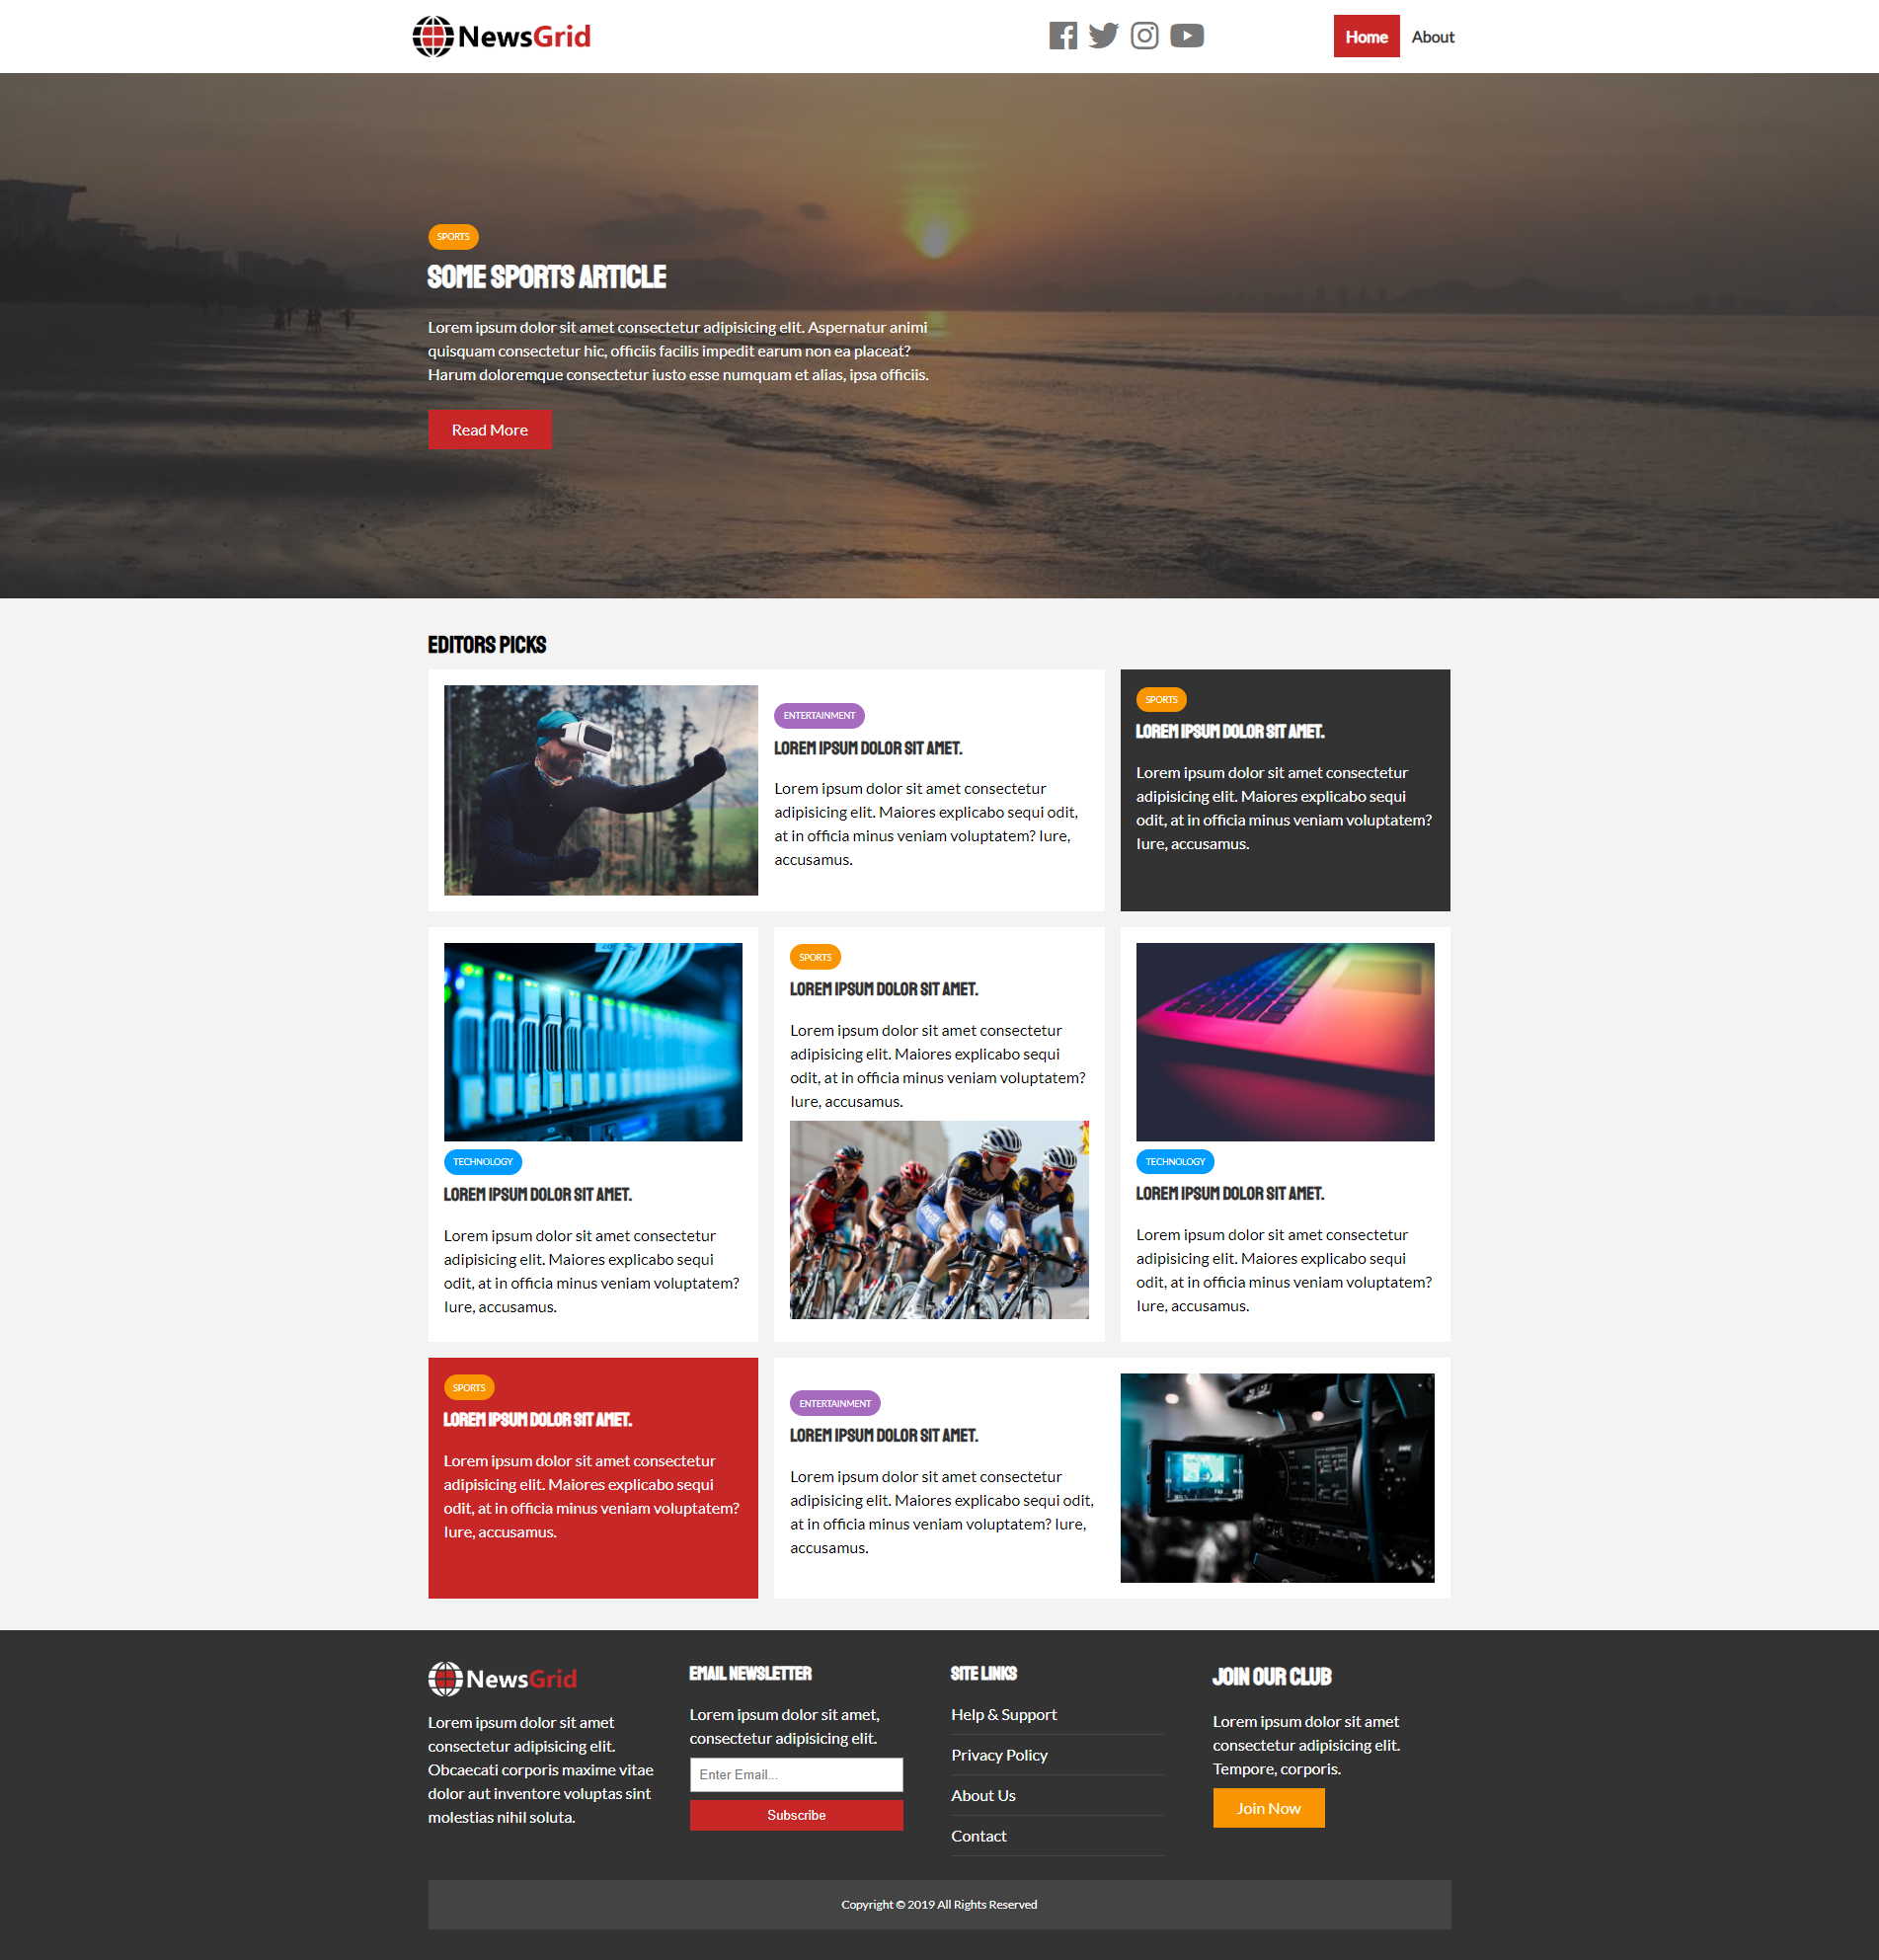 NewsGrid
Home
About
SPORTS
SOME SPORTS ARTICLE
Lorem ipsum dolor sit amet consectetur adipisicing elit. Aspernatur animi
quisquam consectetur hic, officiis facilis impedit earum non ea placeat?
Harum doloremque consectetur iusto esse numquam et alias, ipsa officiis.
Read More
EDITORS PICKS
ENTERTAINMENT
LOREM IPSUM DOLOR SIT AMET.
Lorem ipsum dolor sit amet consectetur
adipisicing elit. Maiores explicabo sequi odit,
at in officia minus veniam voluptatem? Iure,
accusamus.
SPORTS
LOREM IPSUM DOLOR SIT AMET.
Lorem ipsum dolor sit amet consectetur
adipisicing elit. Maiores explicabo sequi
odit, at in officia minus veniam voluptatem?
Iure, accusamus.
TECHNOLOGY
LOREM IPSUM DOLOR SIT AMET.
Lorem ipsum dolor sit amet consectetur
adipisicing elit. Maiores explicabo sequi
odit, at in officia minus veniam voluptatem?
Iure, accusamus.
SPORTS
LOREM IPSUM DOLOR SIT AMET.
Lorem ipsum dolor sit amet consectetur
adipisicing elit. Maiores explicabo sequi
odit, at in officia minus veniam voluptatem?
Iure, accusamus.
TECHNOLOGY
LOREM IPSUM DOLOR SIT AMET.
Lorem ipsum dolor sit amet consectetur
adipisicing elit. Maiores explicabo sequi
odit, at in officia minus veniam voluptatem?
Iure, accusamus.
SPORTS
LOREM IPSUM DOLOR SIT AMET.
Lorem ipsum dolor sit amet consectetur
adipisicing elit. Maiores explicabo sequi
odit, at in officia minus veniam voluptatem?
Iure, accusamus.
ENTERTAINMENT
LOREM IPSUM DOLOR SIT AMET.
Lorem ipsum dolor sit amet consectetur
adipisicing elit. Maiores explicabo sequi odit,
at in officia minus veniam voluptatem? Iure,
accusamus.
NewsGrid
Lorem ipsum dolor sit amet
consectetur adipisicing elit.
Obcaecati corporis maxime vitae
dolor aut inventore voluptas sint
molestias nihil soluta.
EMAIL NEWSLETTER
Lorem ipsum dolor sit amet,
consectetur adipisicing elit.
Enter Email...
Subscribe
SITE LINKS
Help & Support
Privacy Policy
About Us
Contact
JOIN OUR CLUB
Lorem ipsum dolor sit amet
consectetur adipisicing elit.
Tempore, corporis.
Join Now
Copyright © 2019 All Rights Reserved